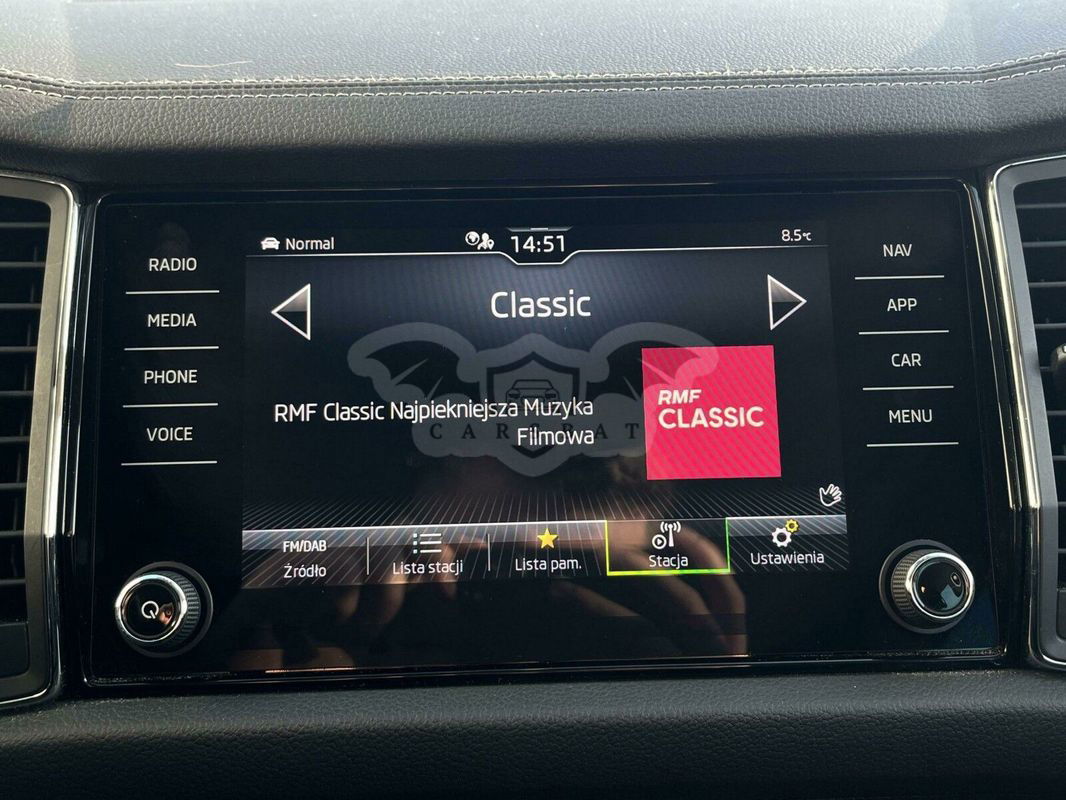 Normal
14:51
8.5°C
RADIO
MEDIA
PHONE
VOICE
Classic
RMF Classic Najpiekniejsza Muzyka
Filmowa
RMF
CLASSIC
NAV
APP
CAR
MENU
FM/DAB
Źródło
Lista stacji
Lista pam.
Stacja
Ustawienia